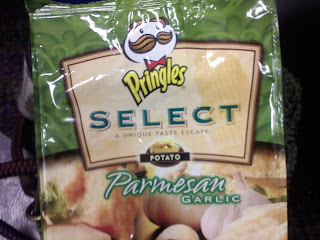 Pringles
SELECT
A UNIQUE TASTE ESCAPE
POTATO
Parmesan
GARLIC